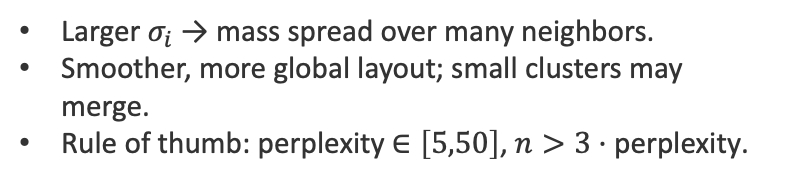 • Larger σᵢ → mass spread over many neighbors.
• Smoother, more global layout; small clusters may
merge.
• Rule of thumb: perplexity ∈ [5,50], n > 3 · perplexity.